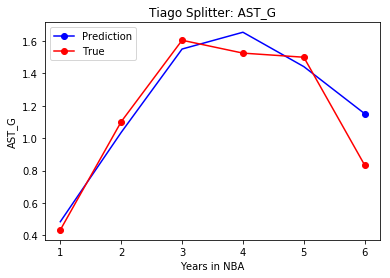 Tiago Splitter: AST_G
Prediction
True
1.6
1.4
1.2
1.0
0.8
0.6
0.4
AST_G
1 2 3 4 5 6
Years in NBA